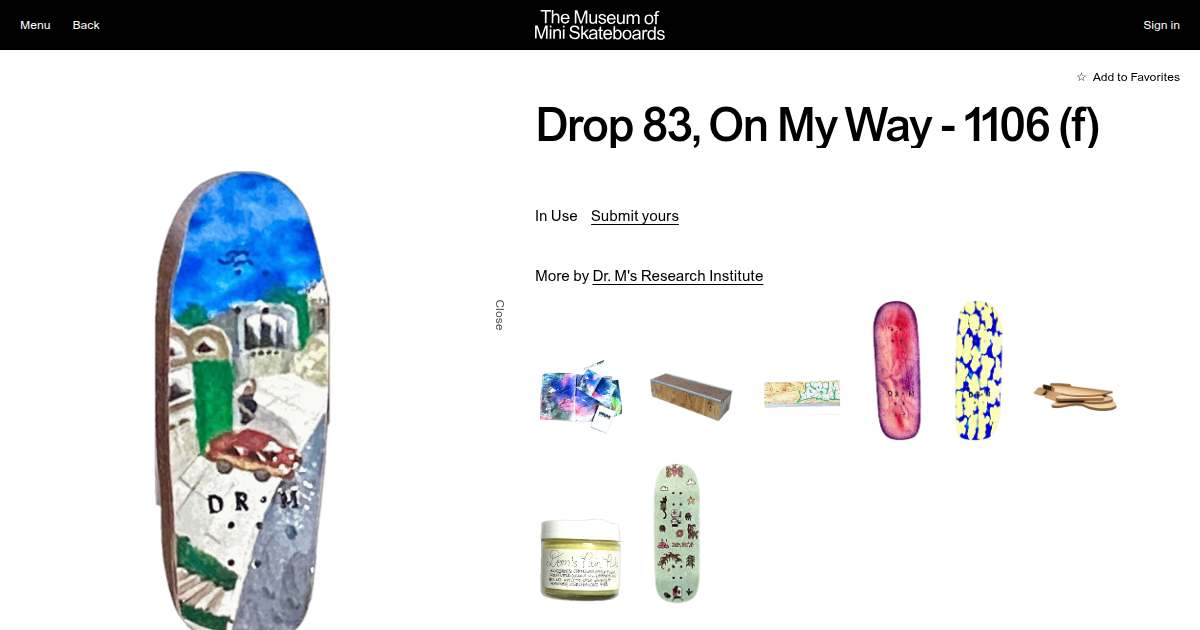 Menu
Back
The Museum of
Mini Skateboards
Sign in
☆ Add to Favorites
Drop 83, On My Way - 1106 (f)
In Use
Submit yours
More by Dr. M's Research Institute
Close
DR·M
DR·M